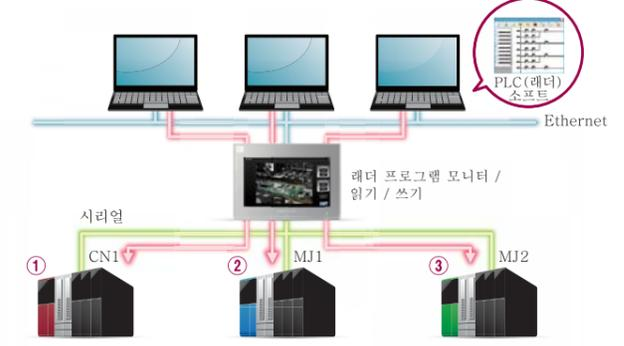 PLC(래더)
소프트
Ethernet
래더 프로그램 모니터 /
읽기 / 쓰기
시리얼
① CN1
② MJ1
③ MJ2